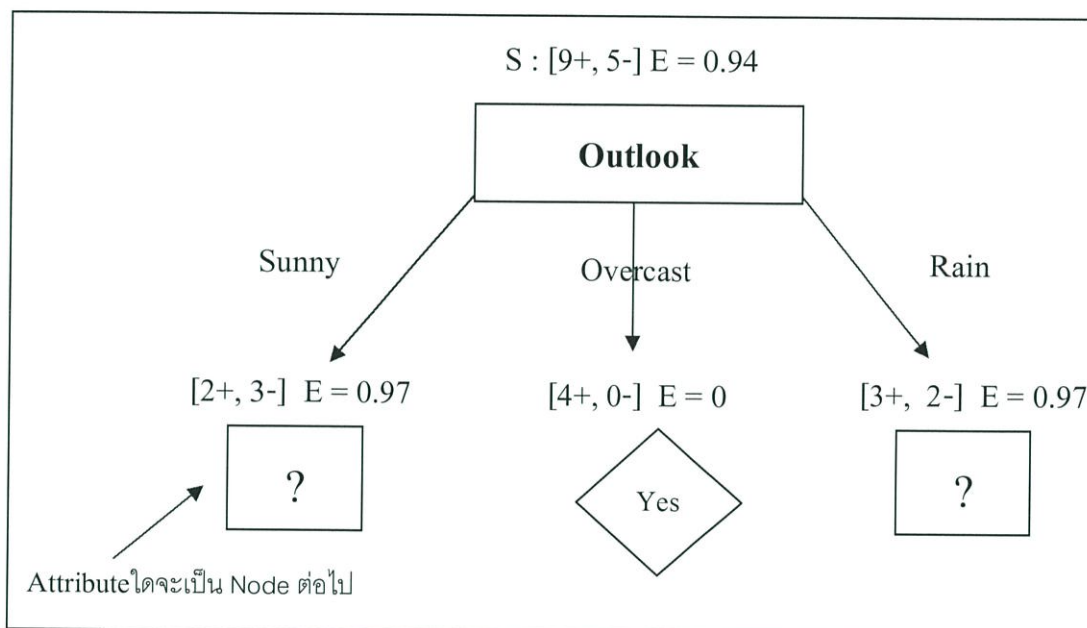 S : [9+, 5-] E = 0.94
Outlook
Sunny
Overcast
Rain
[2+, 3-] E = 0.97
[4+, 0-] E = 0
[3+, 2-] E = 0.97
?
Yes
?
Attributeใดจะเป็น Node ต่อไป